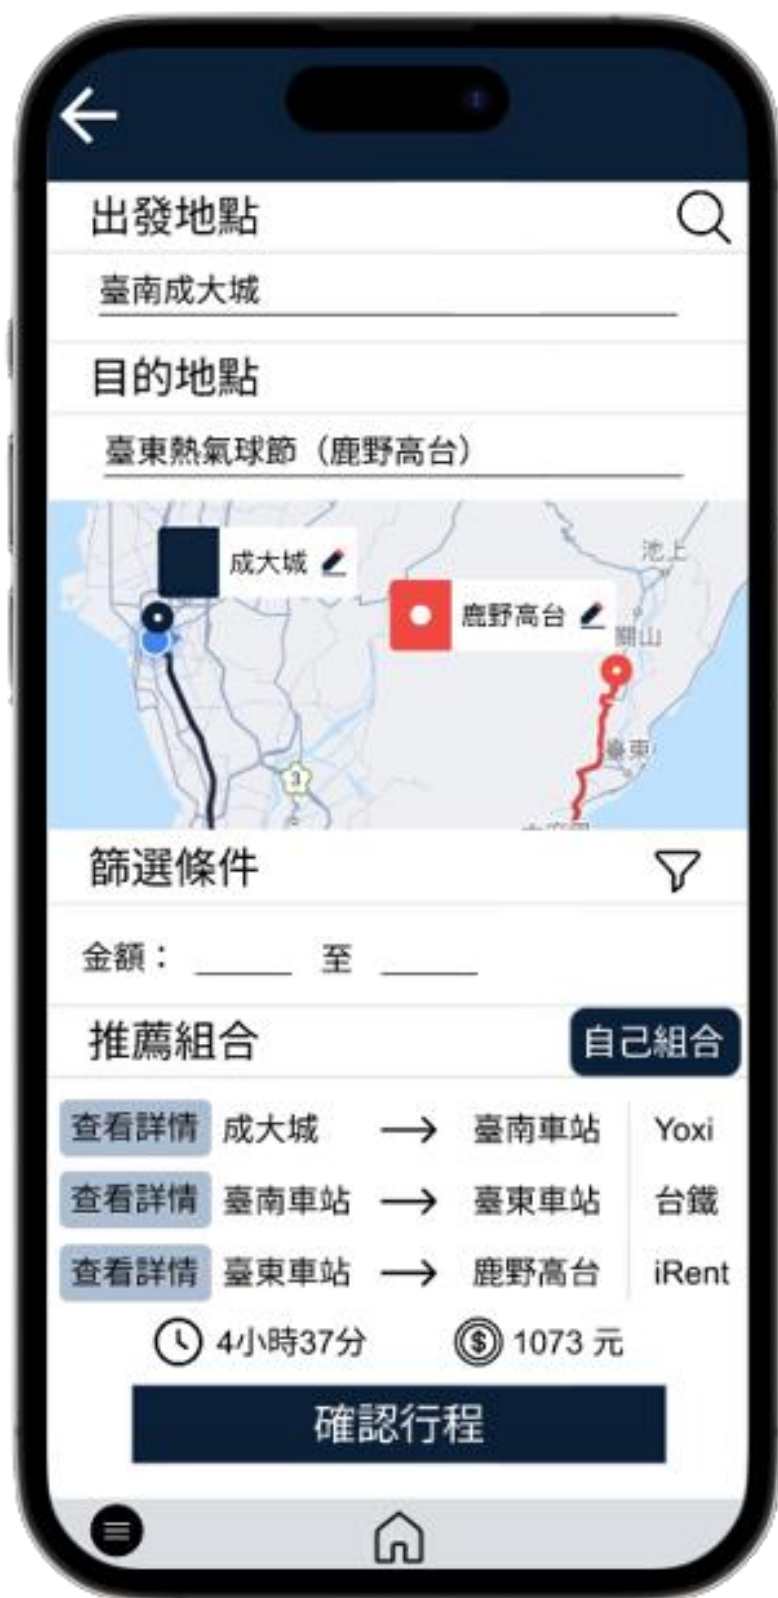 出發地點
臺南成大城
目的地點
臺東熱氣球節（鹿野高台）
池上
成大城
鹿野高台
關山
臺東
3
篩選條件
金額： 至
推薦組合 自己組合
查看詳情 成大城 → 臺南車站 Yoxi
查看詳情 臺南車站 → 臺東車站 台鐵
查看詳情 臺東車站 → 鹿野高台 iRent
4小時37分 $ 1073 元
確認行程